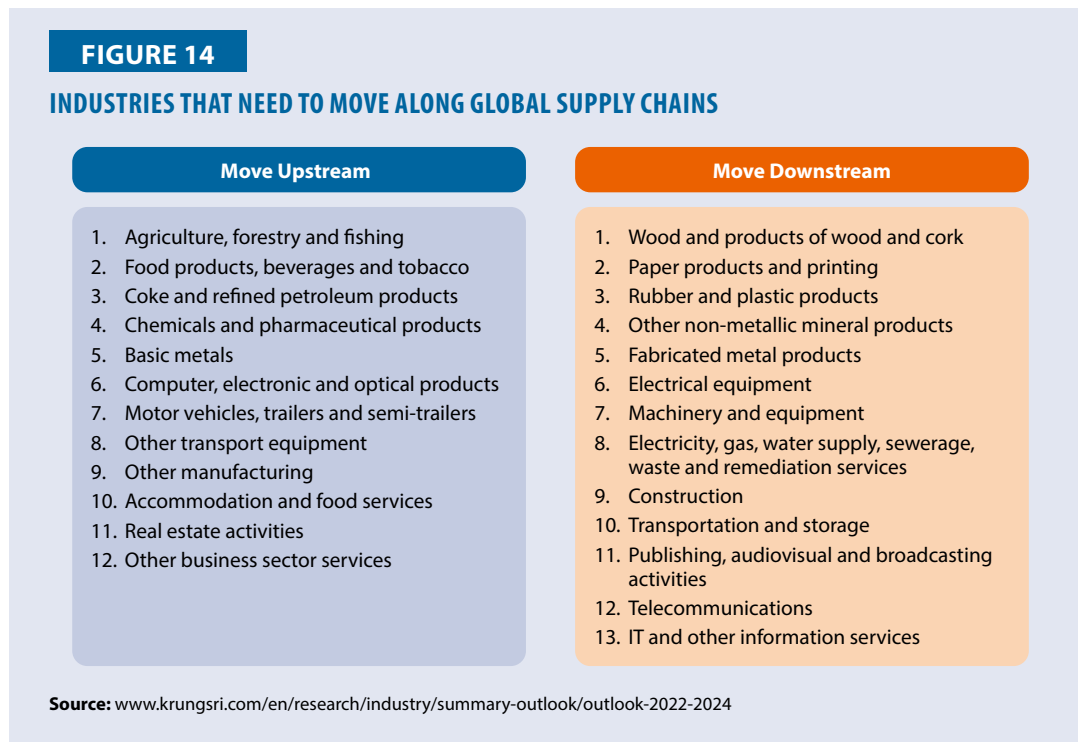 FIGURE 14
INDUSTRIES THAT NEED TO MOVE ALONG GLOBAL SUPPLY CHAINS
Move Upstream
1. Agriculture, forestry and fishing
2. Food products, beverages and tobacco
3. Coke and refined petroleum products
4. Chemicals and pharmaceutical products
5. Basic metals
6. Computer, electronic and optical products
7. Motor vehicles, trailers and semi-trailers
8. Other transport equipment
9. Other manufacturing
10. Accommodation and food services
11. Real estate activities
12. Other business sector services
Move Downstream
1. Wood and products of wood and cork
2. Paper products and printing
3. Rubber and plastic products
4. Other non-metallic mineral products
5. Fabricated metal products
6. Electrical equipment
7. Machinery and equipment
8. Electricity, gas, water supply, sewerage,
waste and remediation services
9. Construction
10. Transportation and storage
11. Publishing, audiovisual and broadcasting
activities
12. Telecommunications
13. IT and other information services
Source: www.krungsri.com/en/research/industry/summary-outlook/outlook-2022-2024